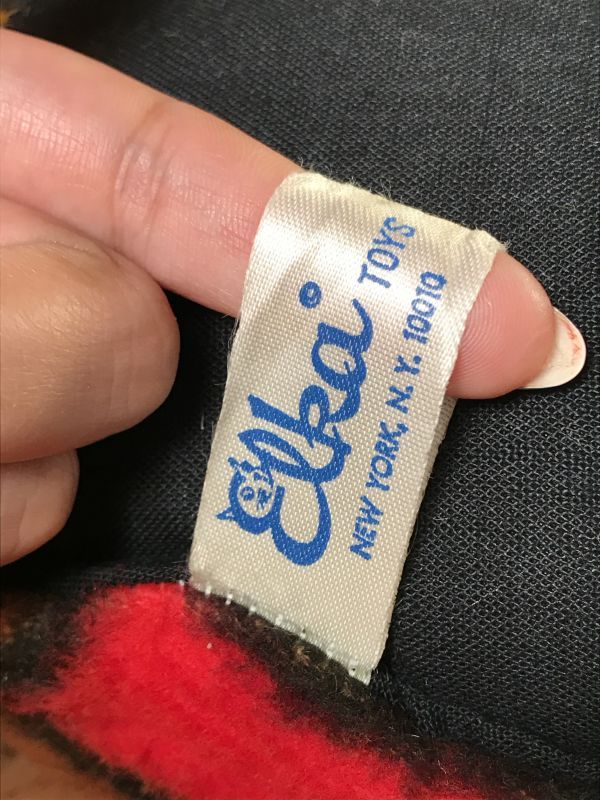 Elka® TOYS
NEW YORK, N.Y. 10010